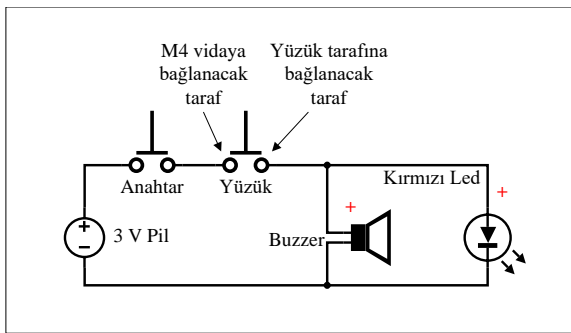 M4 vidaya
bağlanacak
taraf
Yüzük tarafına
bağlanacak
taraf
Anahtar
Yüzük
Kırmızı Led
+
+
Buzzer
+
−
3 V Pil